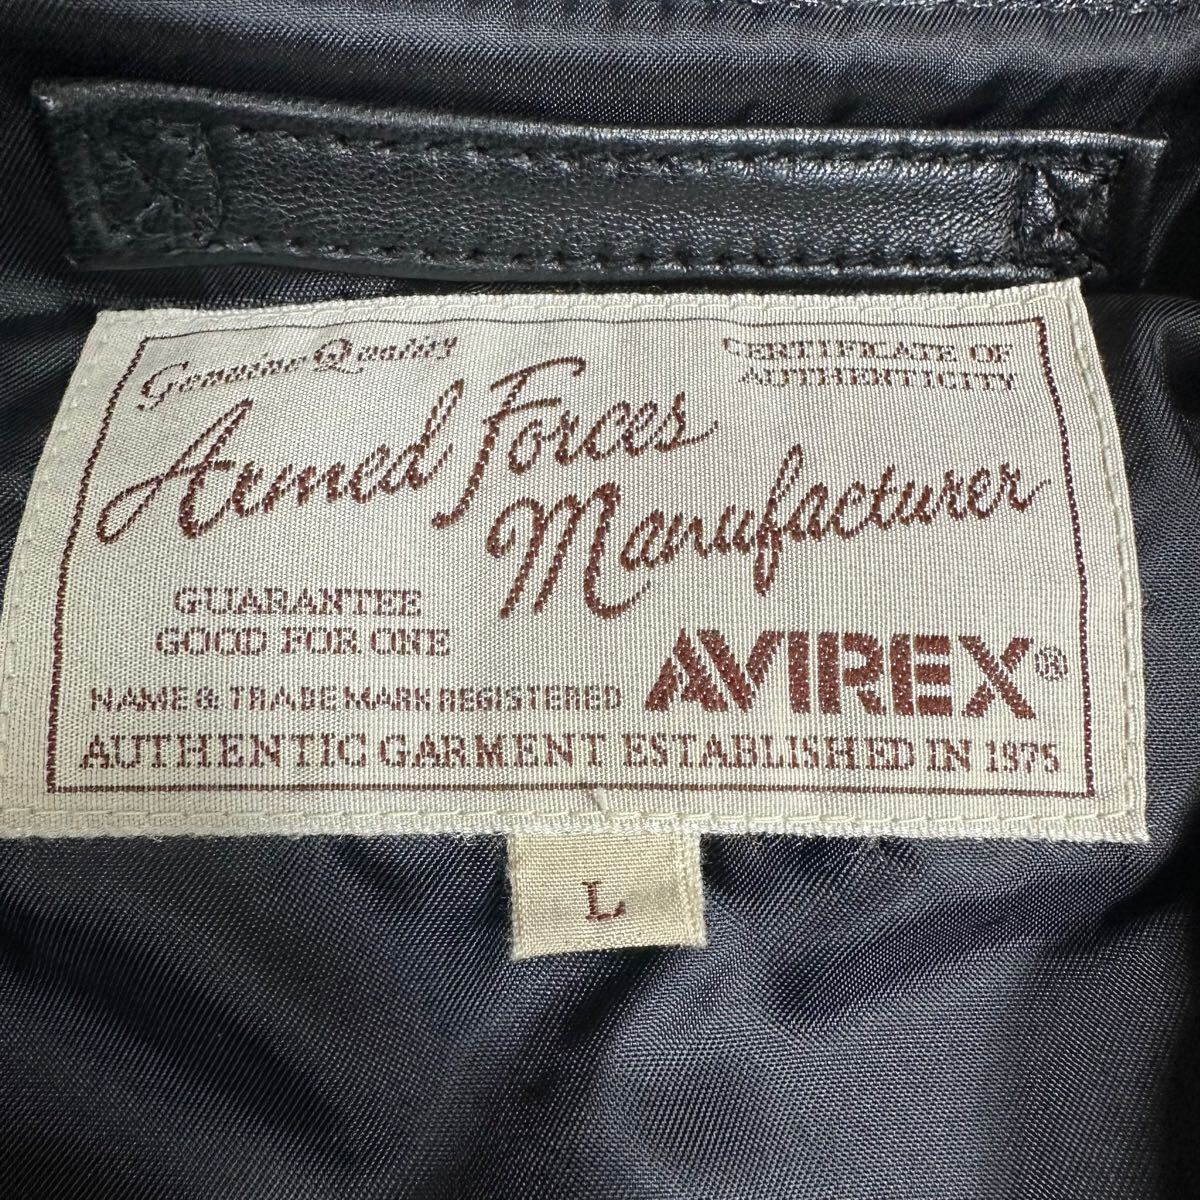 Genuine Quality
CERTIFICATE OF
AUTHENTICITY
Armed Forces
Manufacturer
GUARANTEE
GOOD FOR ONE
AVIREX®
NAME & TRADE MARK REGISTERED
AUTHENTIC GARMENT ESTABLISHED IN 1975
L